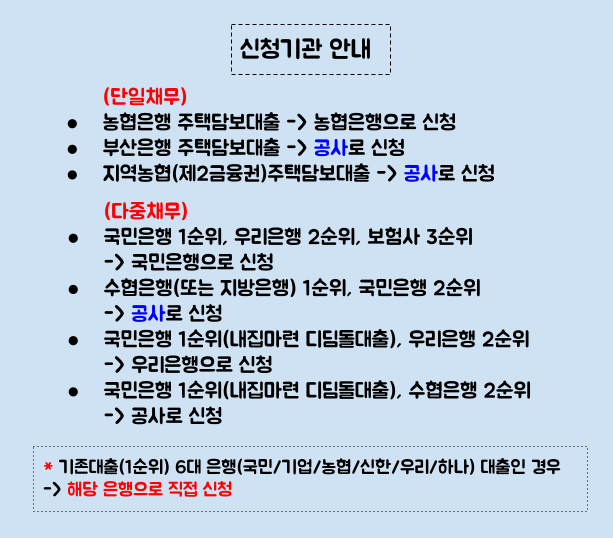 신청기관 안내
(단일채무)
● 농협은행 주택담보대출 -> 농협은행으로 신청
● 부산은행 주택담보대출 -> 공사로 신청
● 지역농협(제2금융권)주택담보대출 -> 공사로 신청
(다중채무)
● 국민은행 1순위, 우리은행 2순위, 보험사 3순위
-> 국민은행으로 신청
● 수협은행(또는 지방은행) 1순위, 국민은행 2순위
-> 공사로 신청
● 국민은행 1순위(내집마련 디딤돌대출), 우리은행 2순위
-> 우리은행으로 신청
● 국민은행 1순위(내집마련 디딤돌대출), 수협은행 2순위
-> 공사로 신청
* 기존대출(1순위) 6대 은행(국민/기업/농협/신한/우리/하나) 대출인 경우
-> 해당 은행으로 직접 신청